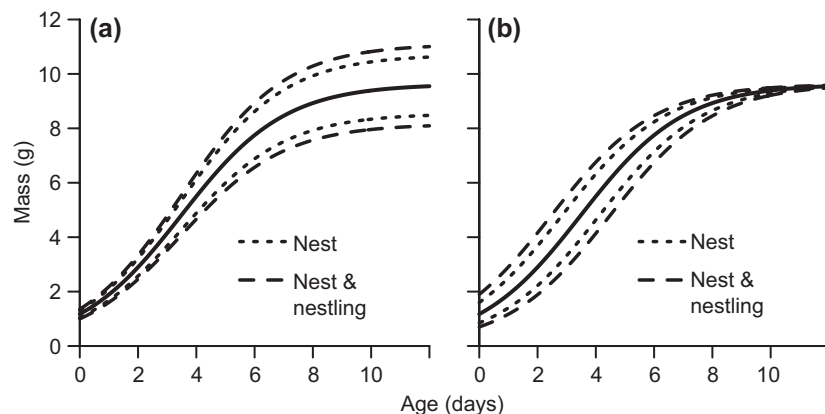 (a)
(b)
12
10
8
6
4
2
0
Mass (g)
Nest
Nest &
nestling
Nest
Nest &
nestling
0 2 4 6 8 10
0 2 4 6 8 10
Age (days)